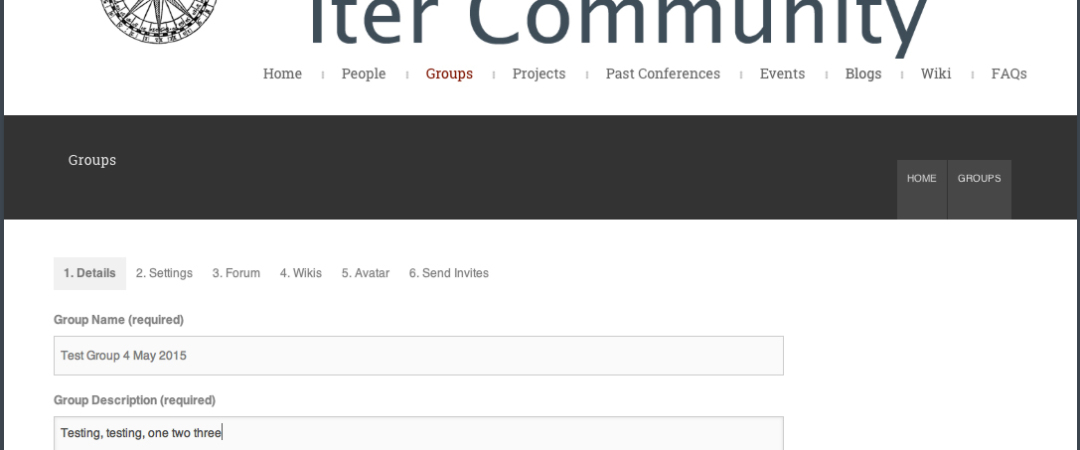 Iter Community
Home People Groups Projects Past Conferences Events Blogs Wiki FAQs
Groups
HOME GROUPS
1. Details 2. Settings 3. Forum 4. Wikis 5. Avatar 6. Send Invites
Group Name (required)
Test Group 4 May 2015
Group Description (required)
Testing, testing, one two three